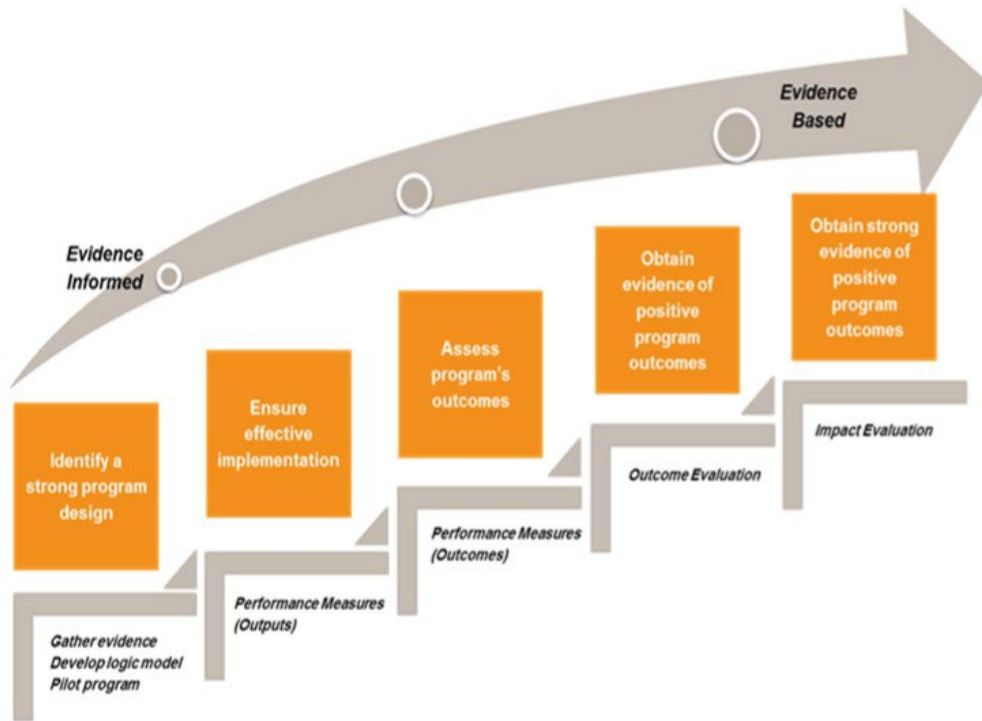 Evidence
Based
Evidence
Informed
Identify a
strong program
design
Ensure
effective
implementation
Assess
program's
outcomes
Obtain
evidence of
positive
program
outcomes
Obtain strong
evidence of
positive
program
outcomes
Gather evidence
Develop logic model
Pilot program
Performance Measures
(Outputs)
Performance Measures
(Outcomes)
Outcome Evaluation
Impact Evaluation